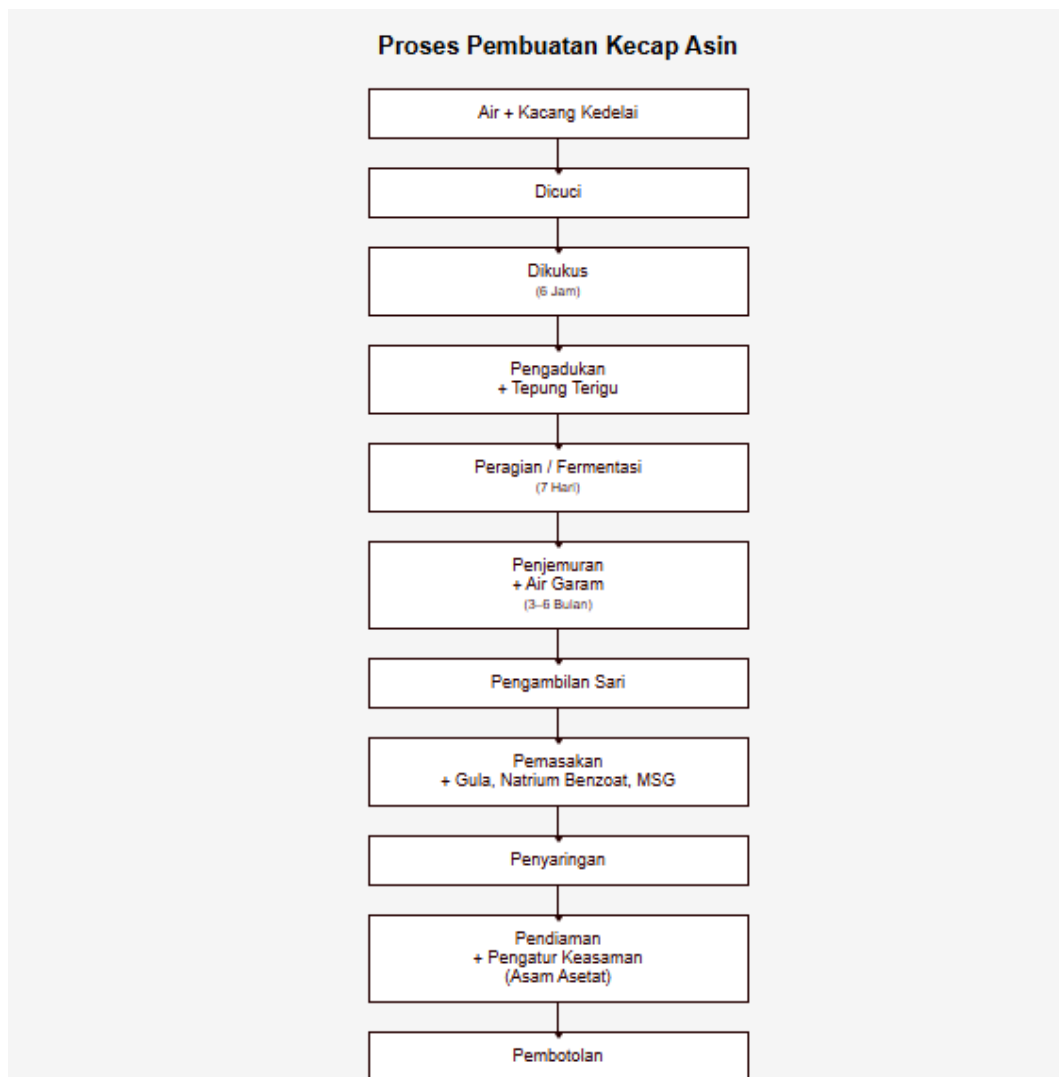 Proses Pembuatan Kecap Asin
Air + Kacang Kedelai
Dicuci
Dikukus
(6 Jam)
Pengadukan
+ Tepung Terigu
Peragian / Fermentasi
(7 Hari)
Penjemuran
+ Air Garam
(3–6 Bulan)
Pengambilan Sari
Pemasakan
+ Gula, Natrium Benzoat, MSG
Penyaringan
Pendiaman
+ Pengatur Keasaman
(Asam Asetat)
Pembotolan